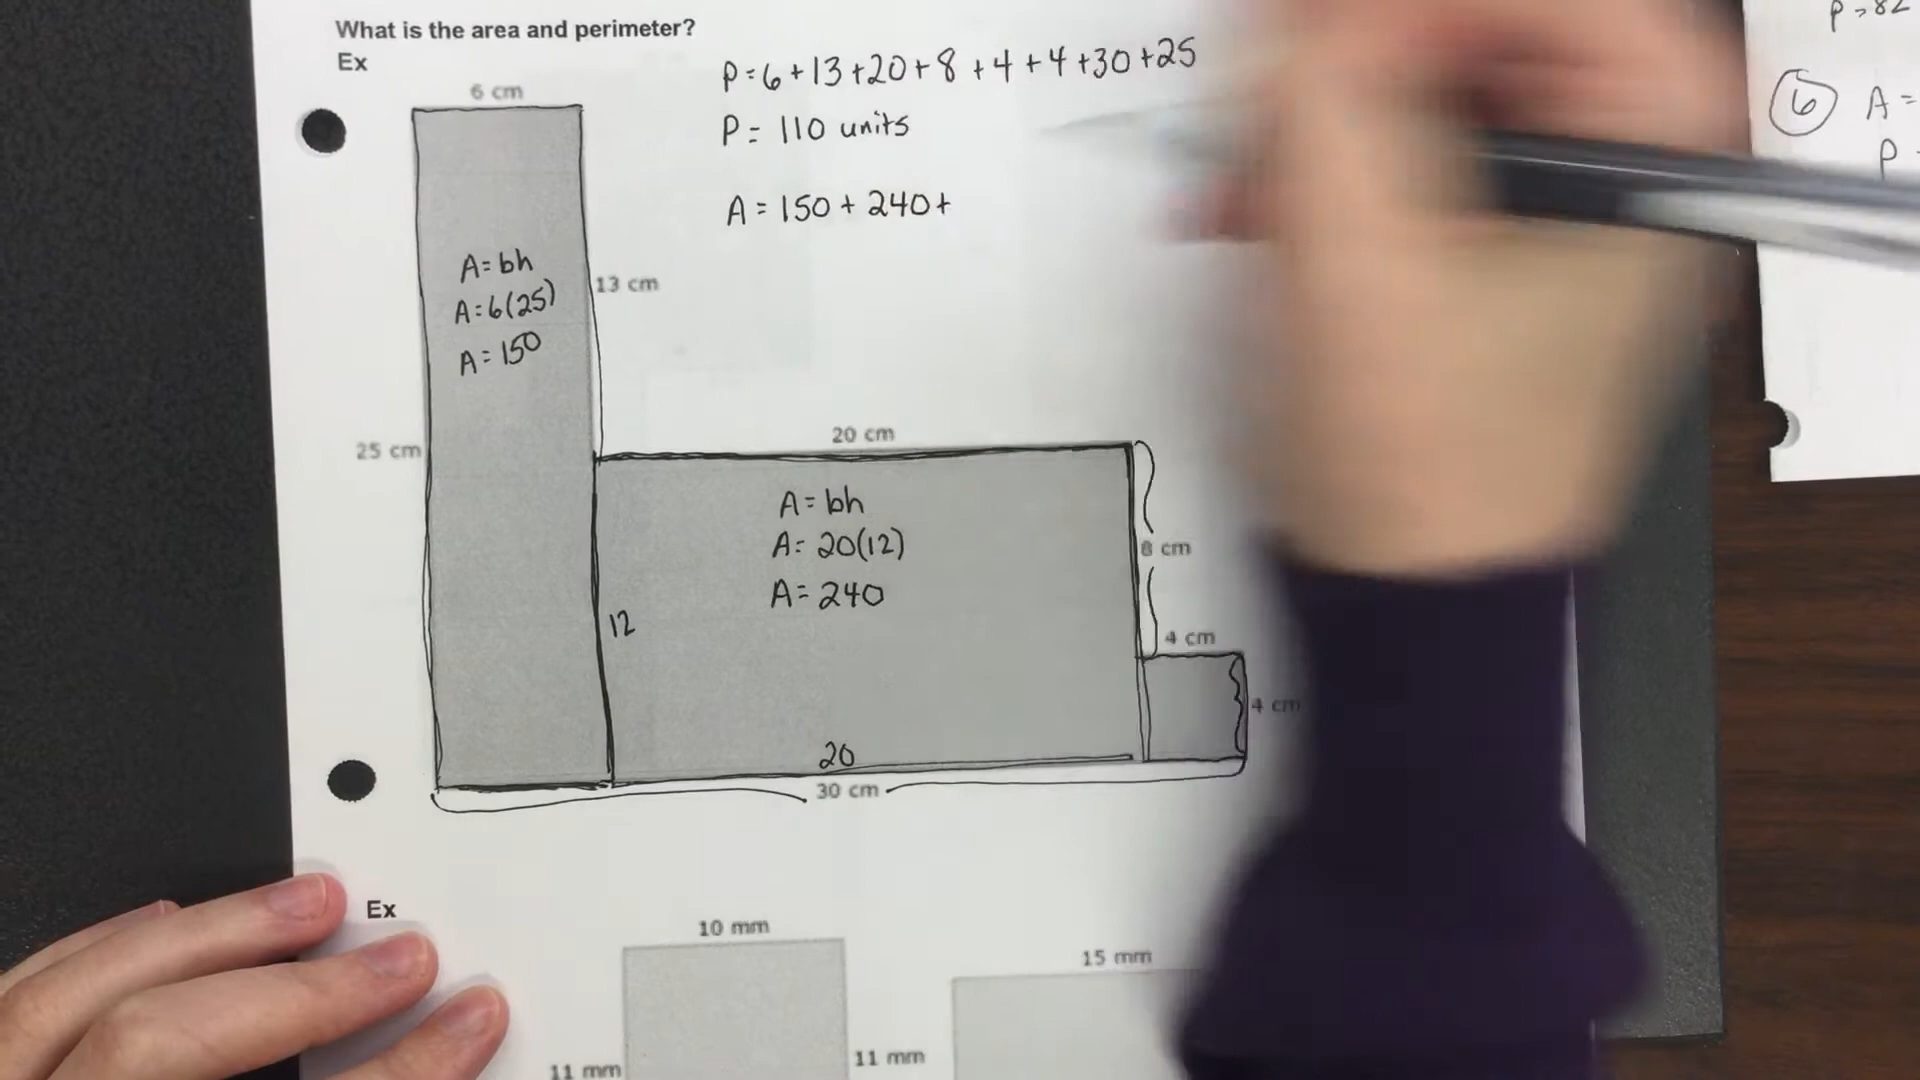 What is the area and perimeter?
Ex
6 cm
P=6+13+20+8+4+4+30+25
P= 110 units
A= 150+ 240+
A=bh
A=6(25)
A=150
13 cm
25 cm
20 cm
A=bh
A= 20(12)
A= 240
8 cm
12
4 cm
4 cm
20
30 cm
Ex
10 mm
15 mm
11 mm
11 mm
6 A=
P